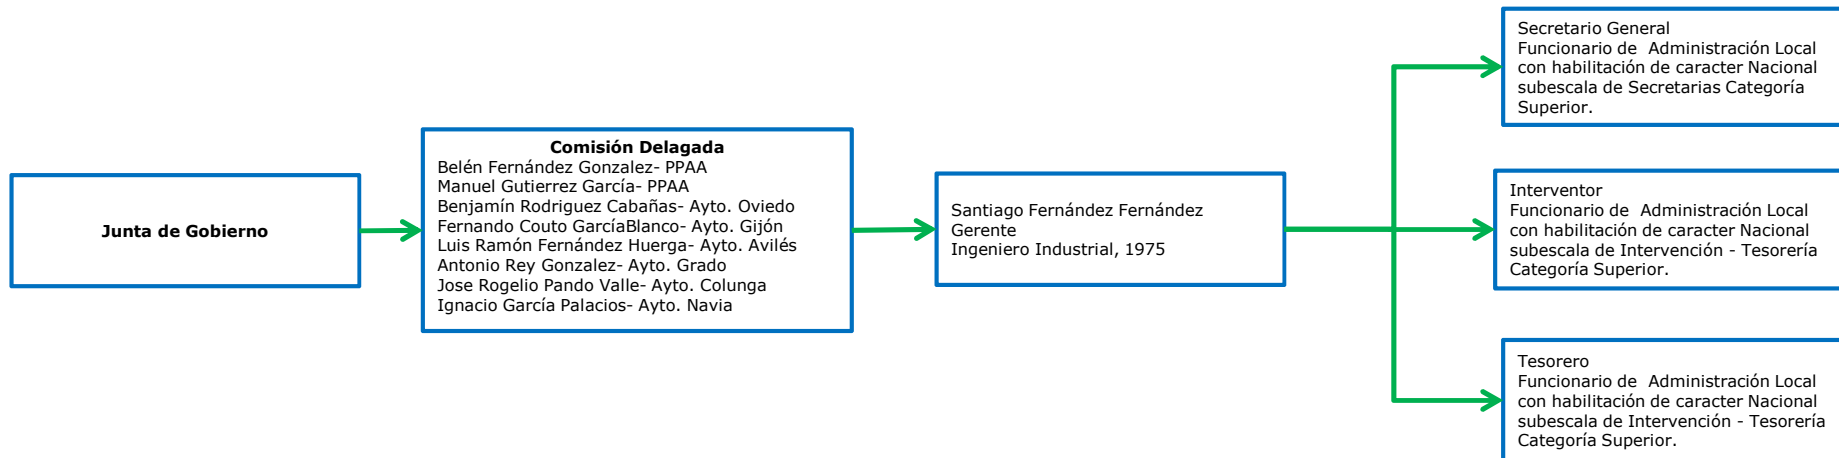 Junta de Gobierno
Comisión Delagada
Belén Fernández Gonzalez- PPAA
Manuel Gutierrez García- PPAA
Benjamín Rodriguez Cabañas- Ayto. Oviedo
Fernando Couto GarcíaBlanco- Ayto. Gijón
Luis Ramón Fernández Huerga- Ayto. Avilés
Antonio Rey Gonzalez- Ayto. Grado
Jose Rogelio Pando Valle- Ayto. Colunga
Ignacio García Palacios- Ayto. Navia
Santiago Fernández Fernández
Gerente
Ingeniero Industrial, 1975
Secretario General
Funcionario de  Administración Local
con habilitación de caracter Nacional
subescala de Secretarias Categoría
Superior.
Interventor
Funcionario de  Administración Local
con habilitación de caracter Nacional
subescala de Intervención - Tesorería
Categoría Superior.
Tesorero
Funcionario de  Administración Local
con habilitación de caracter Nacional
subescala de Intervención - Tesorería
Categoría Superior.